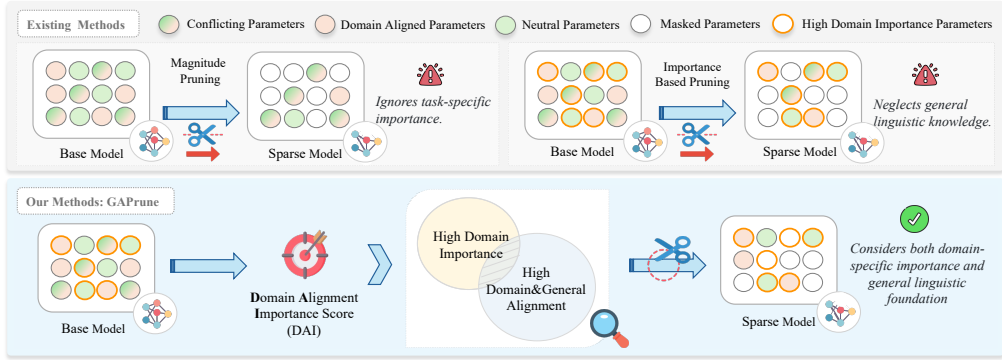 Existing Methods
Conflicting Parameters
Domain Aligned Parameters
Neutral Parameters
Masked Parameters
High Domain Importance Parameters
Magnitude
Pruning
Ignores task-specific
importance.
Base Model
Sparse Model
Importance
Based Pruning
Neglects general
linguistic knowledge.
Base Model
Sparse Model
Our Methods: GAPrune
Base Model
Domain Alignment
Importance Score
(DAI)
High Domain
Importance
High
Domain&General
Alignment
Sparse Model
Considers both domain-
specific importance and
general linguistic
foundation